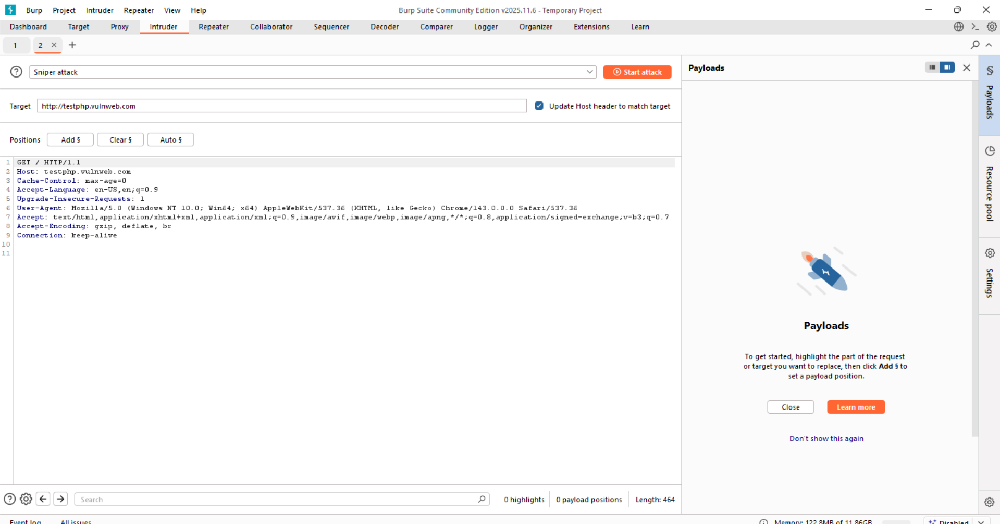 Burp Project Intruder Repeater View Help
Burp Suite Community Edition v2025.11.6 - Temporary Project
Dashboard Target Proxy Intruder Repeater Collaborator Sequencer Decoder Comparer Logger Organizer Extensions Learn
1 2 × +
Sniper attack
Start attack
Target http://testphp.vulnweb.com Update Host header to match target
Positions Add § Clear § Auto §
1 GET / HTTP/1.1
2 Host: testphp.vulnweb.com
3 Cache-Control: max-age=0
4 Accept-Language: en-US,en;q=0.9
5 Upgrade-Insecure-Requests: 1
6 User-Agent: Mozilla/5.0 (Windows NT 10.0; Win64; x64) AppleWebKit/537.36 (KHTML, like Gecko) Chrome/143.0.0.0 Safari/537.36
7 Accept: text/html,application/xhtml+xml,application/xml;q=0.9,image/avif,image/webp,image/apng,*/*;q=0.8,application/signed-exchange;v=b3;q=0.7
8 Accept-Encoding: gzip, deflate, br
9 Connection: keep-alive
10
11
Search
0 highlights 0 payload positions Length: 464
Payloads
Payloads
To get started, highlight the part of the request
or target you want to replace, then click Add § to
set a payload position.
Close Learn more
Don't show this again
§ Payloads
Resource pool
Settings
Event log All issues
Memory: 122.8MB of 11.86GB Disabled